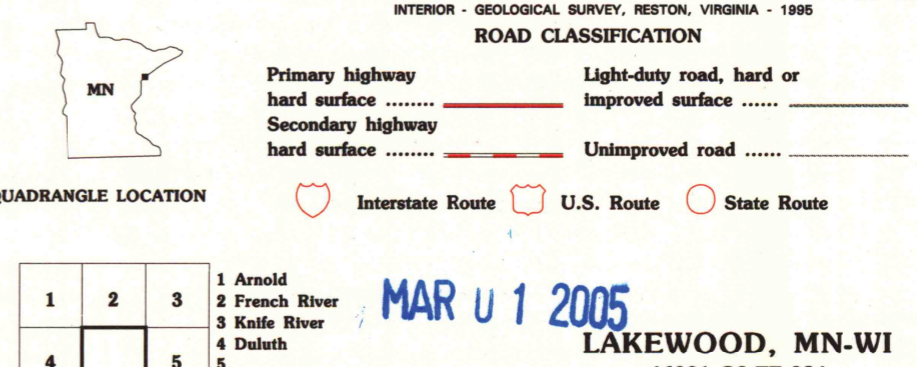 INTERIOR - GEOLOGICAL SURVEY, RESTON, VIRGINIA - 1995
ROAD CLASSIFICATION
MN
Primary highway
hard surface ........
Secondary highway
hard surface ........
Light-duty road, hard or
improved surface ......
Unimproved road ......
QUADRANGLE LOCATION
Interstate Route
U.S. Route
State Route
1 2 3
4 5
1 Arnold
2 French River
3 Knife River
4 Duluth
5
MAR 01 2005
LAKEWOOD, MN-WI